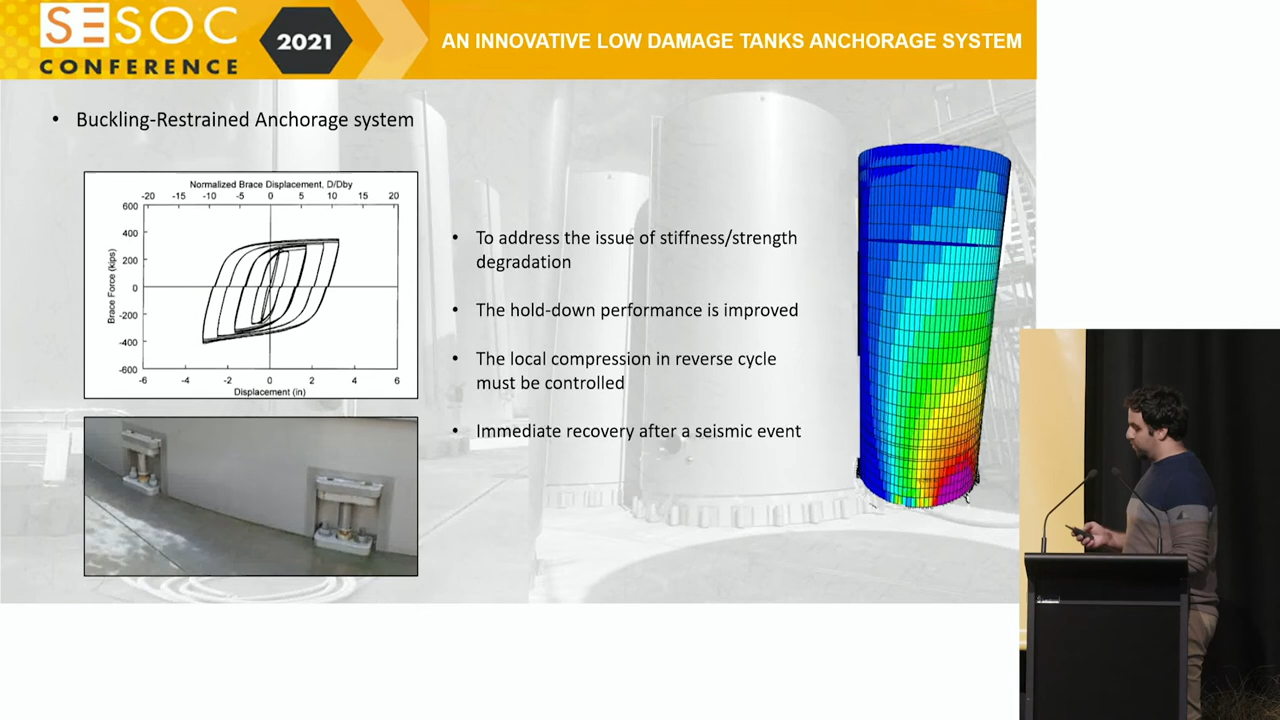 SESOC
CONFERENCE
2021
AN INNOVATIVE LOW DAMAGE TANKS ANCHORAGE SYSTEM
• Buckling-Restrained Anchorage system
Normalized Brace Displacement, D/Dby
-20 -15 -10 -5 0 5 10 15 20
600
400
200
0
-200
-400
-600
Brace Force (kips)
-6 -4 -2 0 2 4 6
Displacement (in)
• To address the issue of stiffness/strength
degradation
• The hold-down performance is improved
• The local compression in reverse cycle
must be controlled
• Immediate recovery after a seismic event